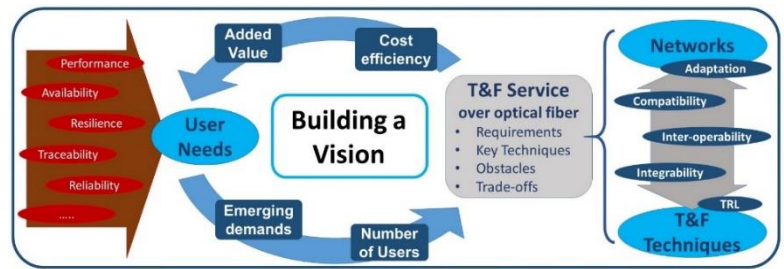 Performance
Availability
Resilience
Traceability
Reliability
.....
User
Needs
Added
Value
Cost
efficiency
Building a
Vision
Emerging
demands
Number
of Users
T&F Service
over optical fiber
• Requirements
• Key Techniques
• Obstacles
• Trade-offs
Networks
Adaptation
Compatibility
Inter-operability
Integrability
TRL
T&F
Techniques